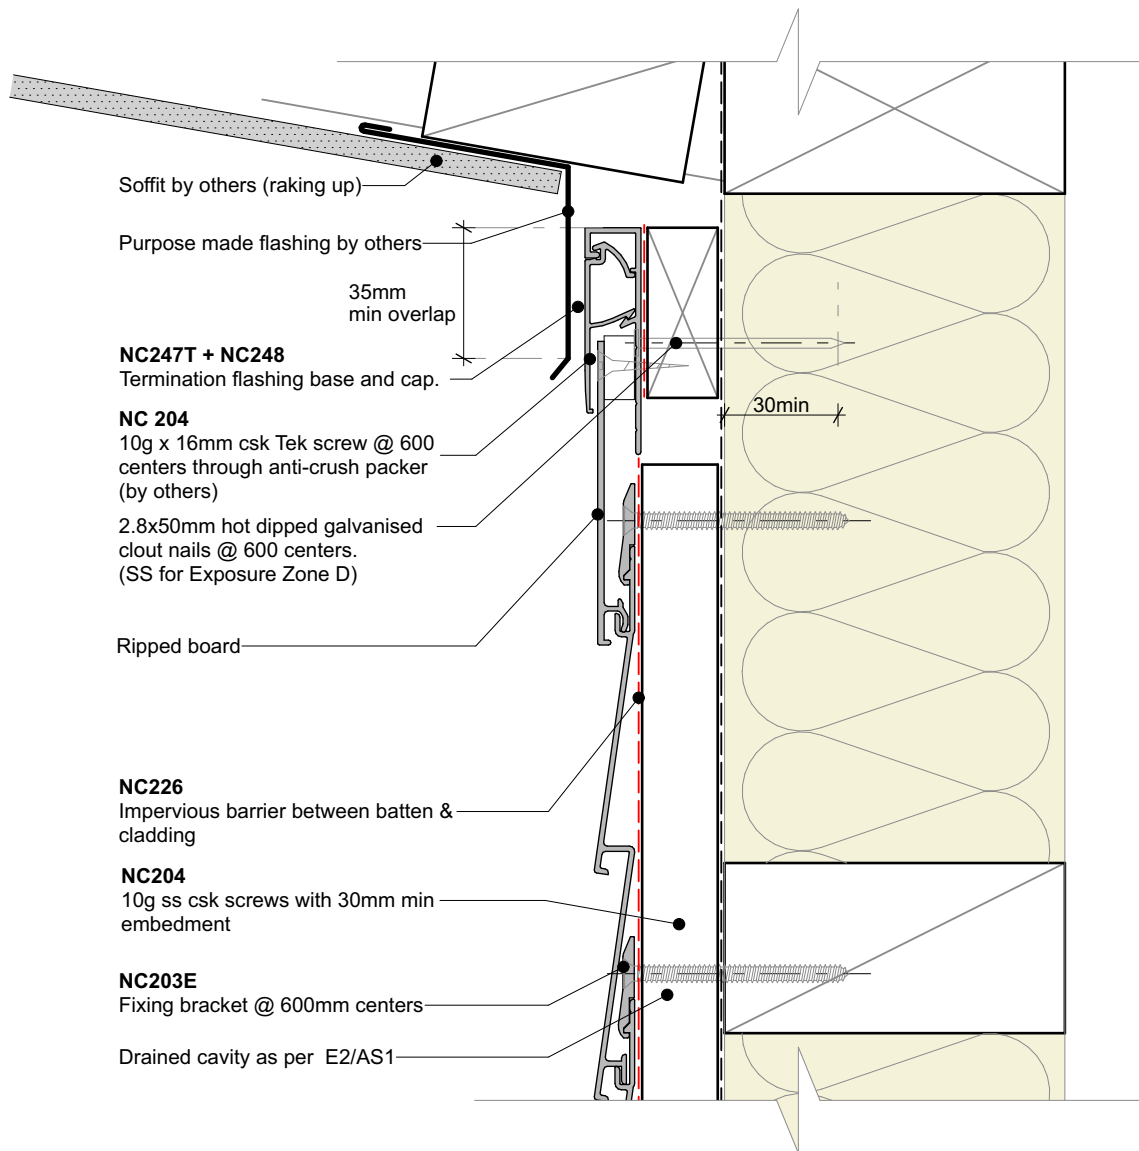 Soffit by others (raking up)
Purpose made flashing by others
35mm
min overlap
NC247T + NC248
Termination flashing base and cap.
NC 204
10g x 16mm csk Tek screw @ 600
centers through anti-crush packer
(by others)
30min
2.8x50mm hot dipped galvanised
clout nails @ 600 centers.
(SS for Exposure Zone D)
Ripped board
NC226
Impervious barrier between batten &
cladding
NC204
10g ss csk screws with 30mm min
embedment
NC203E
Fixing bracket @ 600mm centers
Drained cavity as per E2/AS1